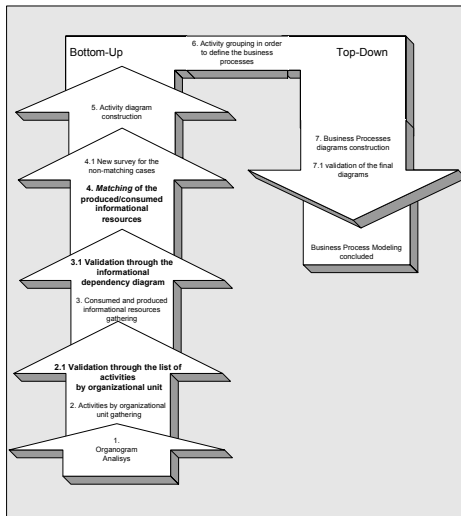 Bottom-Up
6. Activity grouping in order
to define the business
processes
Top-Down
5. Activity diagram
construction
4.1 New survey for the
non-matching cases
4. Matching of the
produced/consumed
informational
resources
3.1 Validation through the
informational
dependency diagram
3. Consumed and produced
informational resources
gathering
2.1 Validation through the list of
activities
by organizational unit
2. Activities by organizational
unit gathering
1.
Organogram
Analisys
7. Business Processes
diagrams construction
7.1 validation of the final
diagrams
Business Process Modeling
concluded